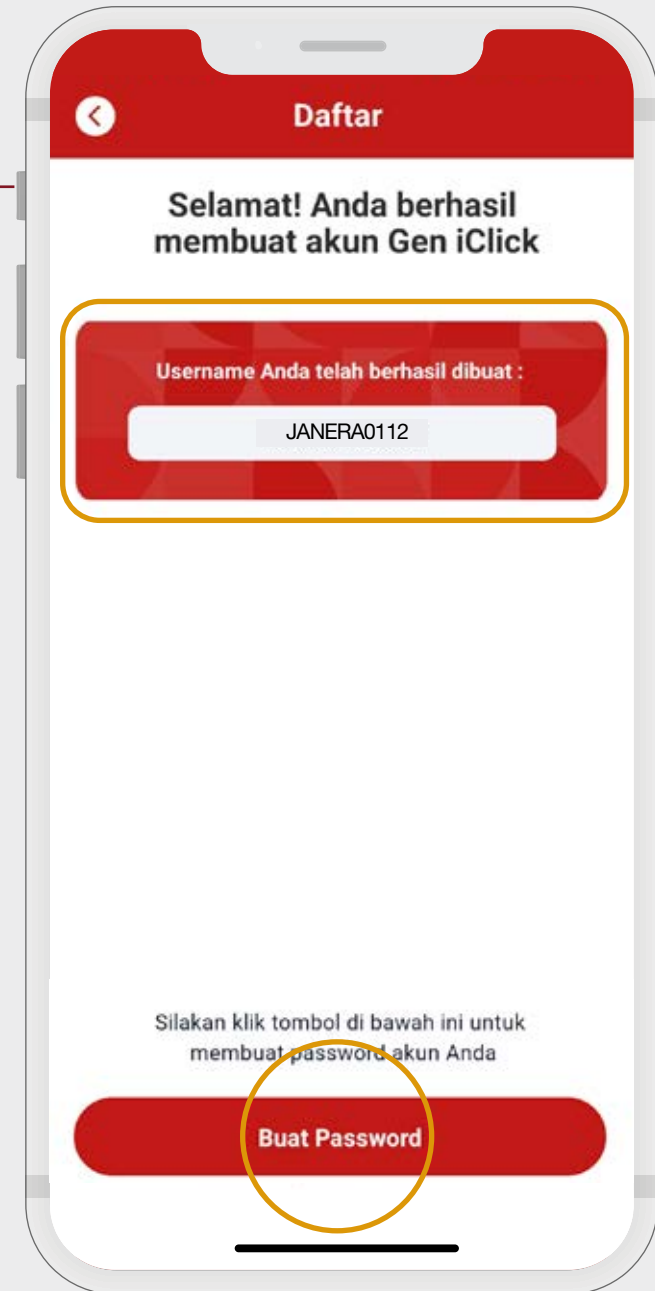 Daftar
Selamat! Anda berhasil
membuat akun Gen iClick
Username Anda telah berhasil dibuat :
JANERA0112
Silakan klik tombol di bawah ini untuk
membuat password akun Anda
Buat Password